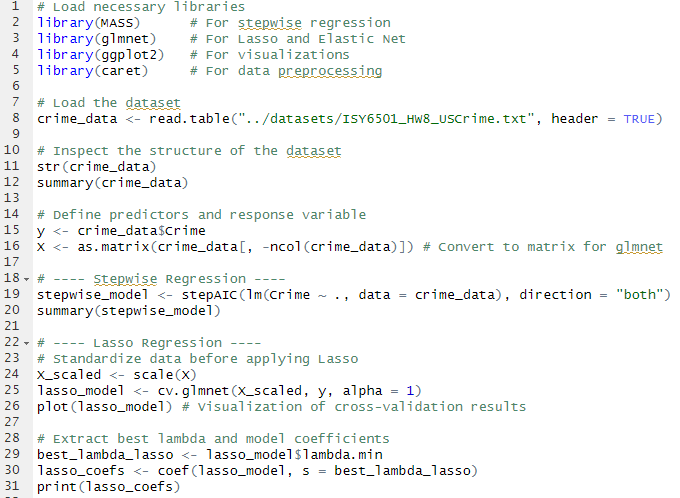 1 # Load necessary libraries
2 library(MASS) # For stepwise regression
3 library(glmnet) # For Lasso and Elastic Net
4 library(ggplot2) # For visualizations
5 library(caret) # For data preprocessing
6
7 # Load the dataset
8 crime_data <- read.table("../datasets/ISY6501_HW8_USCrime.txt", header = TRUE)
9
10 # Inspect the structure of the dataset
11 str(crime_data)
12 summary(crime_data)
13
14 # Define predictors and response variable
15 y <- crime_data$Crime
16 X <- as.matrix(crime_data[, -ncol(crime_data)]) # Convert to matrix for glmnet
17
18 # ---- Stepwise Regression ----
19 stepwise_model <- stepAIC(lm(Crime ~ ., data = crime_data), direction = "both")
20 summary(stepwise_model)
21
22 # ---- Lasso Regression ----
23 # Standardize data before applying Lasso
24 X_scaled <- scale(X)
25 lasso_model <- cv.glmnet(X_scaled, y, alpha = 1)
26 plot(lasso_model) # Visualization of cross-validation results
27
28 # Extract best lambda and model coefficients
29 best_lambda_lasso <- lasso_model$lambda.min
30 lasso_coefs <- coef(lasso_model, s = best_lambda_lasso)
31 print(lasso_coefs)